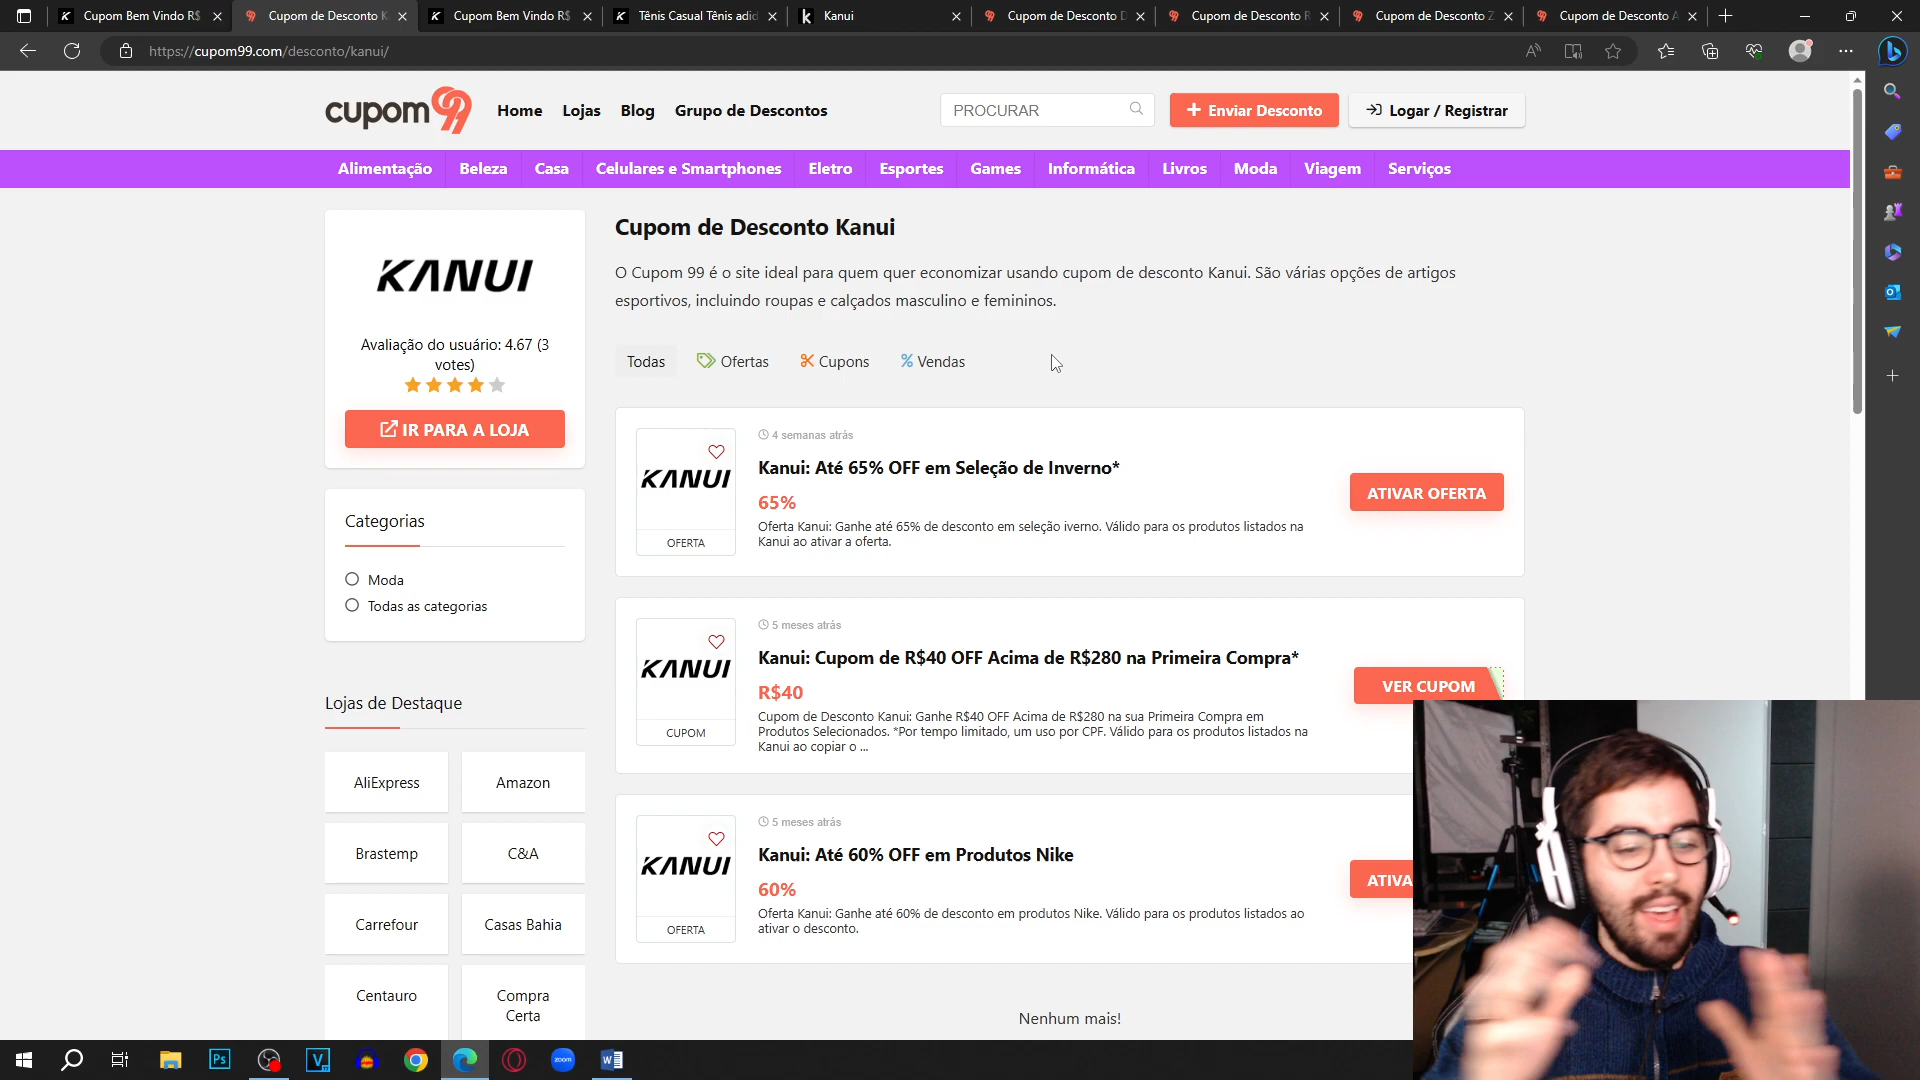 Cupom Bem Vindo R$
Cupom de Desconto K
Cupom Bem Vindo R$
Tênis Casual Tênis adid
Kanui
Cupom de Desconto D
Cupom de Desconto R
Cupom de Desconto Z
Cupom de Desconto A
https://cupom99.com/desconto/kanui/
cupom99
Home
Lojas
Blog
Grupo de Descontos
PROCURAR
Enviar Desconto
Logar / Registrar
Alimentação
Beleza
Casa
Celulares e Smartphones
Eletro
Esportes
Games
Informática
Livros
Moda
Viagem
Serviços
KANUI
Avaliação do usuário: 4.67 (3
votes)
IR PARA A LOJA
Categorias
Moda
Todas as categorias
Lojas de Destaque
AliExpress
Amazon
Brastemp
C&A
Carrefour
Casas Bahia
Centauro
Compra
Certa
Cupom de Desconto Kanui
O Cupom 99 é o site ideal para quem quer economizar usando cupom de desconto Kanui. São várias opções de artigos
esportivos, incluindo roupas e calçados masculino e femininos.
Todas
Ofertas
Cupons
Vendas
KANUI
OFERTA
4 semanas atrás
Kanui: Até 65% OFF em Seleção de Inverno*
65%
Oferta Kanui: Ganhe até 65% de desconto em seleção iverno. Válido para os produtos listados na
Kanui ao ativar a oferta.
ATIVAR OFERTA
KANUI
CUPOM
5 meses atrás
Kanui: Cupom de R$40 OFF Acima de R$280 na Primeira Compra*
R$40
Cupom de Desconto Kanui: Ganhe R$40 OFF Acima de R$280 na sua Primeira Compra em
Produtos Selecionados. *Por tempo limitado, um uso por CPF. Válido para os produtos listados na
Kanui ao copiar o ...
VER CUPOM
KANUI
OFERTA
5 meses atrás
Kanui: Até 60% OFF em Produtos Nike
60%
Oferta Kanui: Ganhe até 60% de desconto em produtos Nike. Válido para os produtos listados ao
ativar o desconto.
ATIVA
Nenhum mais!
Ps
V
zoom
W